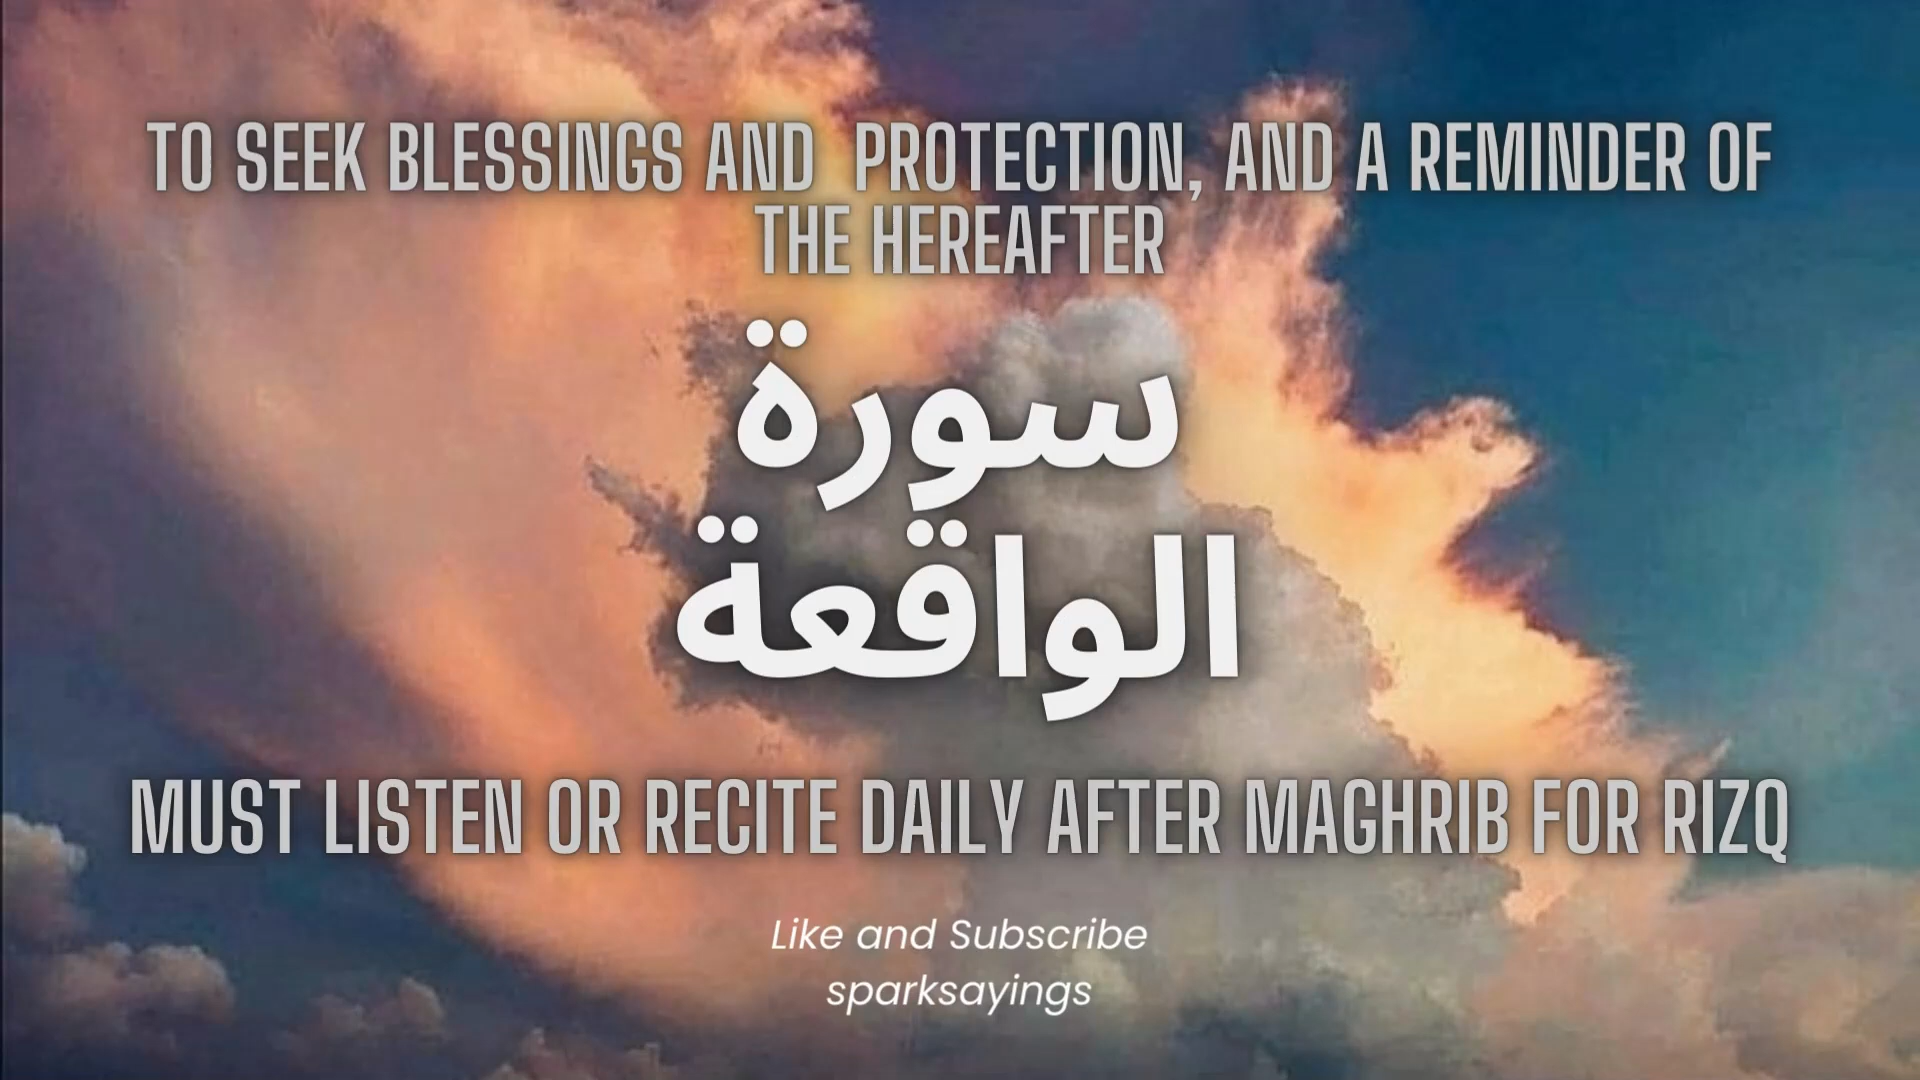 TO SEEK BLESSINGS AND  PROTECTION, AND A REMINDER OF
THE HEREAFTER
سورة
الواقعة
MUST LISTEN OR RECITE DAILY AFTER MAGHRIB FOR RIZQ
Like and Subscribe
sparksayings